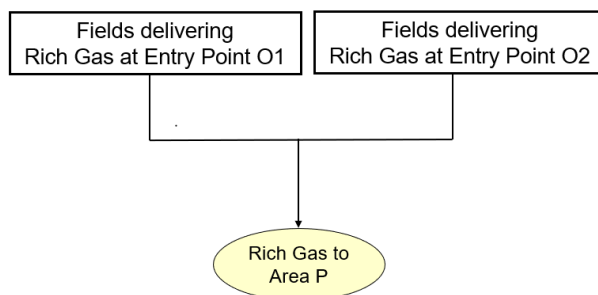 Fields delivering
Rich Gas at Entry Point O1
Fields delivering
Rich Gas at Entry Point O2
Rich Gas to
Area P